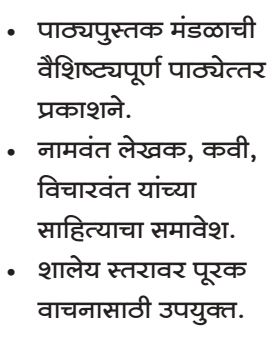 • पाठ्यपुस्तक मंडळाची
वैशिष्ट्यपूर्ण पाठ्येत्तर
प्रकाशने.
• नामवंत लेखक, कवी,
विचारवंत यांच्या
साहित्याचा समावेश.
• शालेय स्तरावर पूरक
वाचनासाठी उपयुक्त.